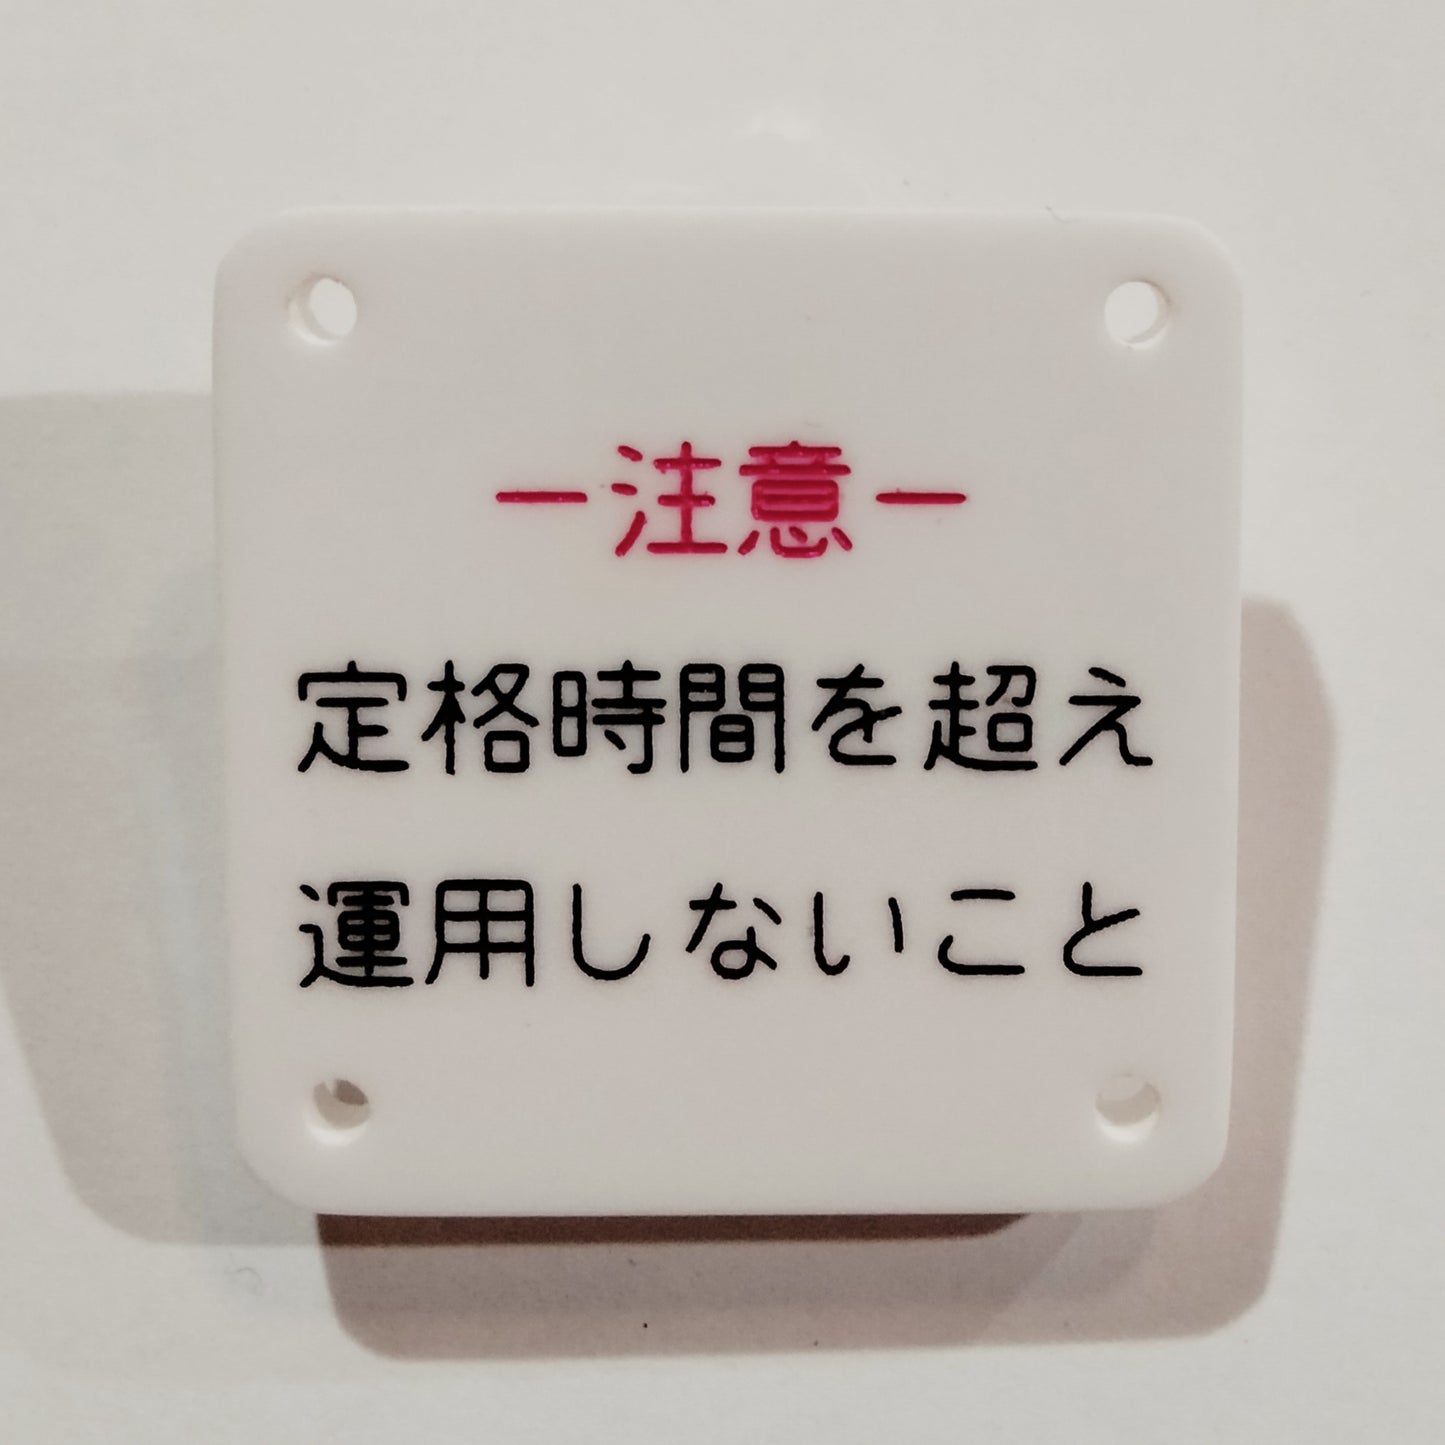 －注意－
定格時間を超え
運用しないこと